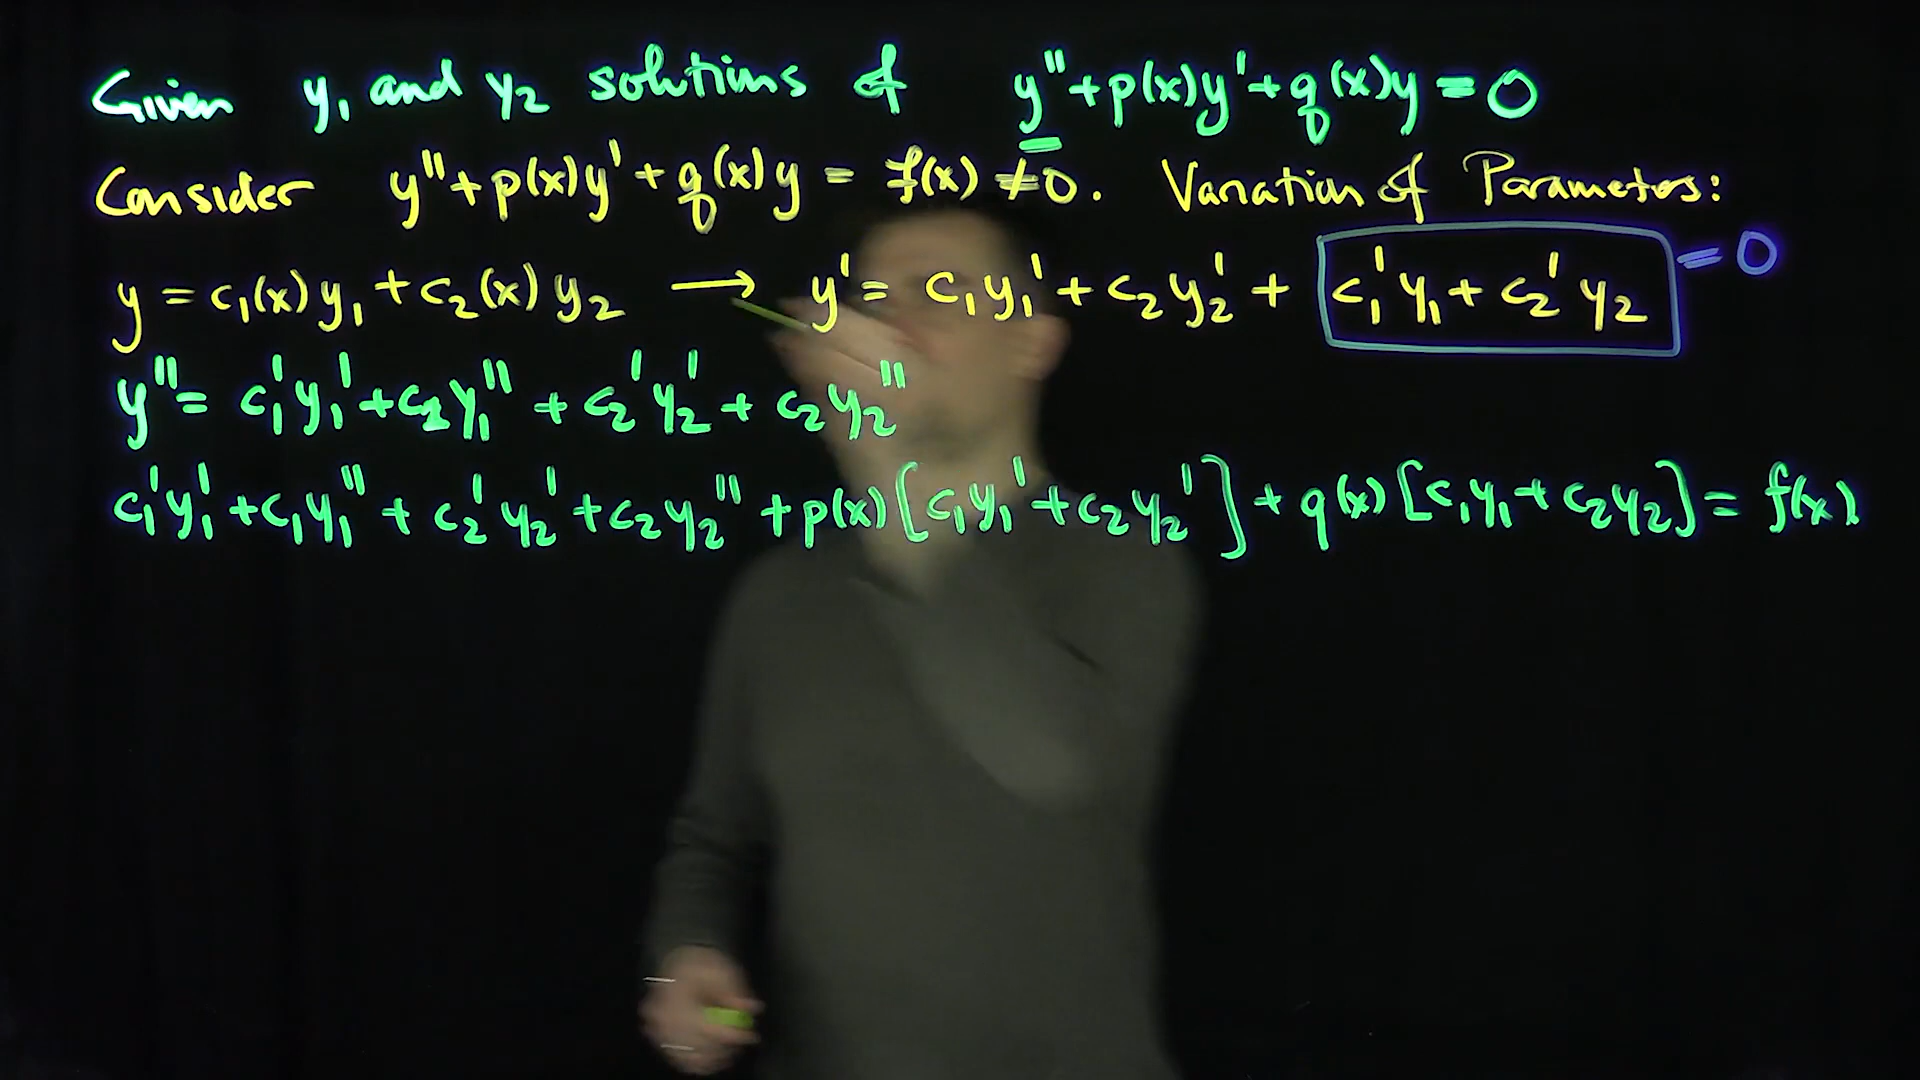 Given y₁ and y₂ solutions of y''+p(x)y'+q(x)y=0
Consider y''+p(x)y'+q(x)y = f(x) ≠0. Variation of Parameters:
y = c₁(x)y₁+c₂(x)y₂ → y' = c₁y₁'+c₂y₂'+ c₁'y₁+c₂'y₂ = 0
y''= c₁'y₁'+c₁y₁''+c₂'y₂'+c₂y₂''
c₁'y₁'+c₁y₁''+c₂'y₂'+c₂y₂''+p(x)[c₁y₁'+c₂y₂']+q(x)[c₁y₁+c₂y₂]=f(x).